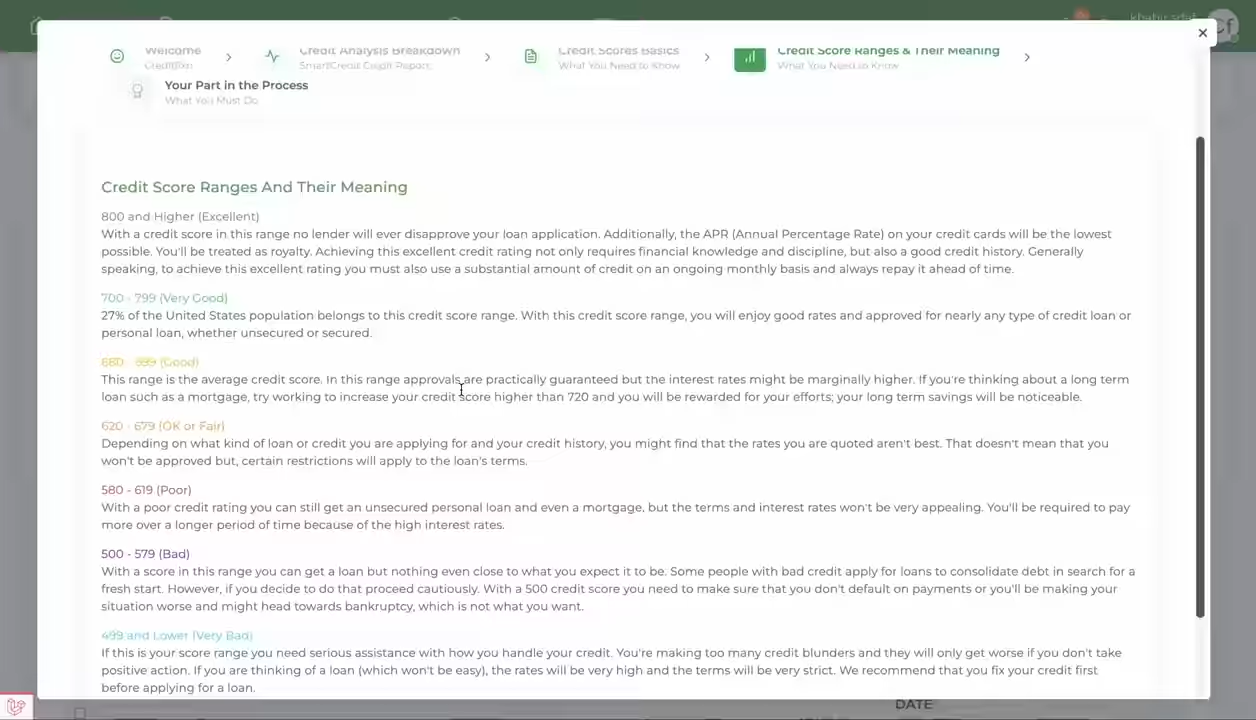 Welcome
CreditFixn
Credit Analysis Breakdown
SmartCredit Credit Report
Credit Scores Basics
What You Need to Know
Credit Score Ranges & Their Meaning
What You Need to Know
Your Part in the Process
What You Must Do
Credit Score Ranges And Their Meaning
800 and Higher (Excellent)
With a credit score in this range no lender will ever disapprove your loan application. Additionally, the APR (Annual Percentage Rate) on your credit cards will be the lowest
possible. You'll be treated as royalty. Achieving this excellent credit rating not only requires financial knowledge and discipline, but also a good credit history. Generally
speaking, to achieve this excellent rating you must also use a substantial amount of credit on an ongoing monthly basis and always repay it ahead of time.
700 - 799 (Very Good)
27% of the United States population belongs to this credit score range. With this credit score range, you will enjoy good rates and approved for nearly any type of credit loan or
personal loan, whether unsecured or secured.
680 - 699 (Good)
This range is the average credit score. In this range approvals are practically guaranteed but the interest rates might be marginally higher. If you're thinking about a long term
loan such as a mortgage, try working to increase your credit score higher than 720 and you will be rewarded for your efforts; your long term savings will be noticeable.
620 - 679 (OK or Fair)
Depending on what kind of loan or credit you are applying for and your credit history, you might find that the rates you are quoted aren't best. That doesn't mean that you
won't be approved but, certain restrictions will apply to the loan's terms.
580 - 619 (Poor)
With a poor credit rating you can still get an unsecured personal loan and even a mortgage, but the terms and interest rates won't be very appealing. You'll be required to pay
more over a longer period of time because of the high interest rates.
500 - 579 (Bad)
With a score in this range you can get a loan but nothing even close to what you expect it to be. Some people with bad credit apply for loans to consolidate debt in search for a
fresh start. However, if you decide to do that proceed cautiously. With a 500 credit score you need to make sure that you don't default on payments or you'll be making your
situation worse and might head towards bankruptcy, which is not what you want.
499 and Lower (Very Bad)
If this is your score range you need serious assistance with how you handle your credit. You're making too many credit blunders and they will only get worse if you don't take
positive action. If you are thinking of a loan (which won't be easy), the rates will be very high and the terms will be very strict. We recommend that you fix your credit first
before applying for a loan.
DATE